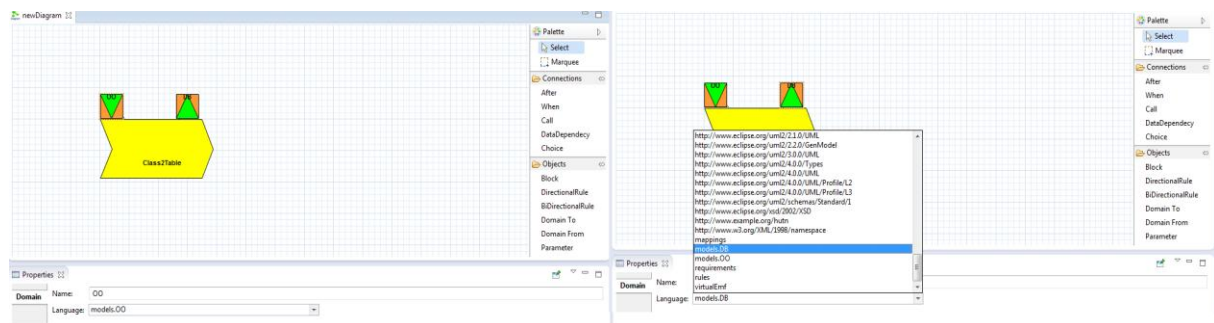 newDiagram
Palette
Select
Marquee
Connections
After
When
Call
DataDependecy
Choice
Objects
Block
DirectionalRule
BiDirectionalRule
Domain To
Domain From
Parameter
OO
DB
Class2Table
Properties
Domain
Name: OO
Language: models.OO
Palette
Select
Marquee
Connections
After
When
Call
DataDependecy
Choice
Objects
Block
DirectionalRule
BiDirectionalRule
Domain To
Domain From
Parameter
OO
DB
http://www.eclipse.org/uml2/2.1.0/UML
http://www.eclipse.org/uml2/2.2.0/GenModel
http://www.eclipse.org/uml2/3.0.0/UML
http://www.eclipse.org/uml2/4.0.0/Types
http://www.eclipse.org/uml2/4.0.0/UML
http://www.eclipse.org/uml2/4.0.0/UML/Profile/L2
http://www.eclipse.org/uml2/4.0.0/UML/Profile/L3
http://www.eclipse.org/uml2/schemas/Standard/1
http://www.eclipse.org/xsd/2002/XSD
http://www.example.org/hutn
http://www.w3.org/XML/1998/namespace
mappings
models.DB
models.OO
requirements
rules
virtualEmf
Properties
Domain
Name:
Language: models.DB